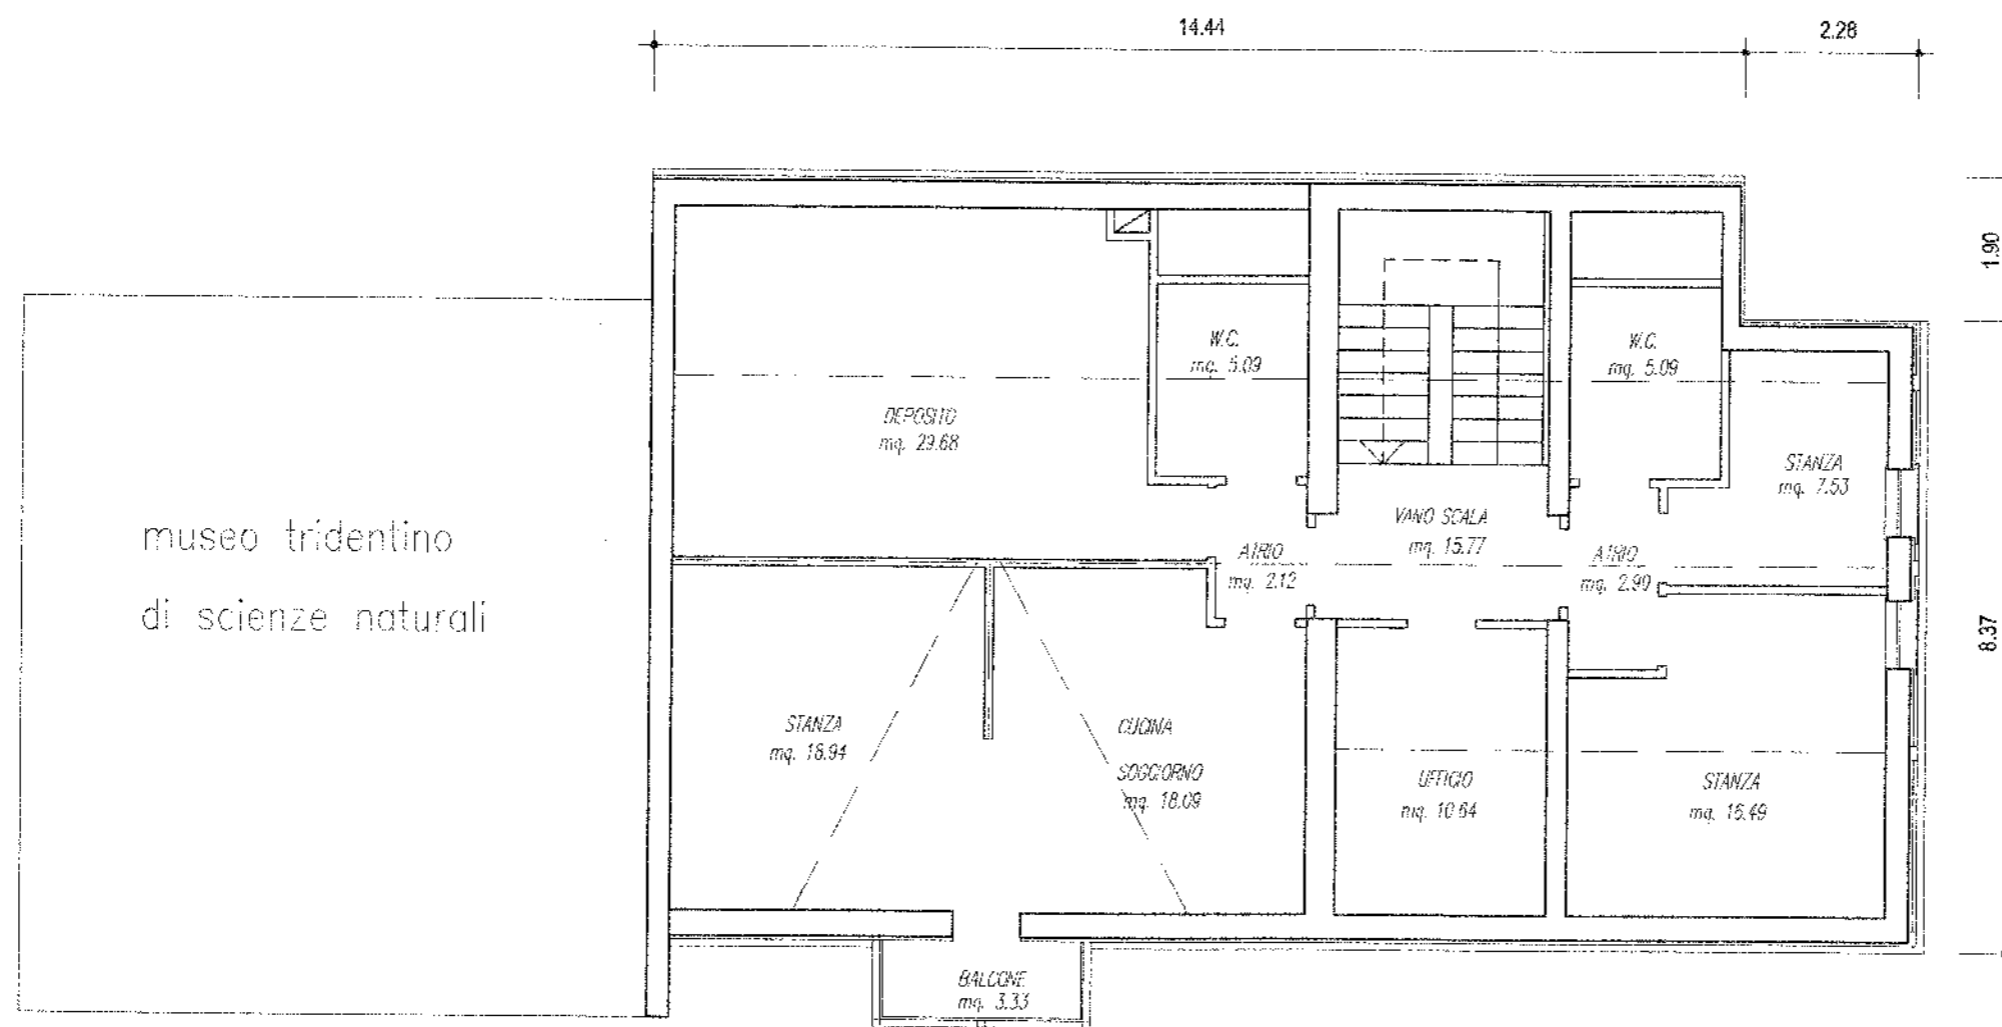 14.44
2.28
1.90
8.37
museo tridentino
di scienze naturali
DEPOSITO
mq. 29.68
W.C.
mq. 5.09
VANO SCALA
mq. 15.77
W.C.
mq. 5.09
STANZA
mq. 7.53
ATRIO
mq. 2.12
ATRIO
mq. 2.90
STANZA
mq. 18.94
CUCINA
SOGGIORNO
mq. 18.09
UFFICIO
mq. 10.64
STANZA
mq. 15.49
BALCONE
mq. 3.33